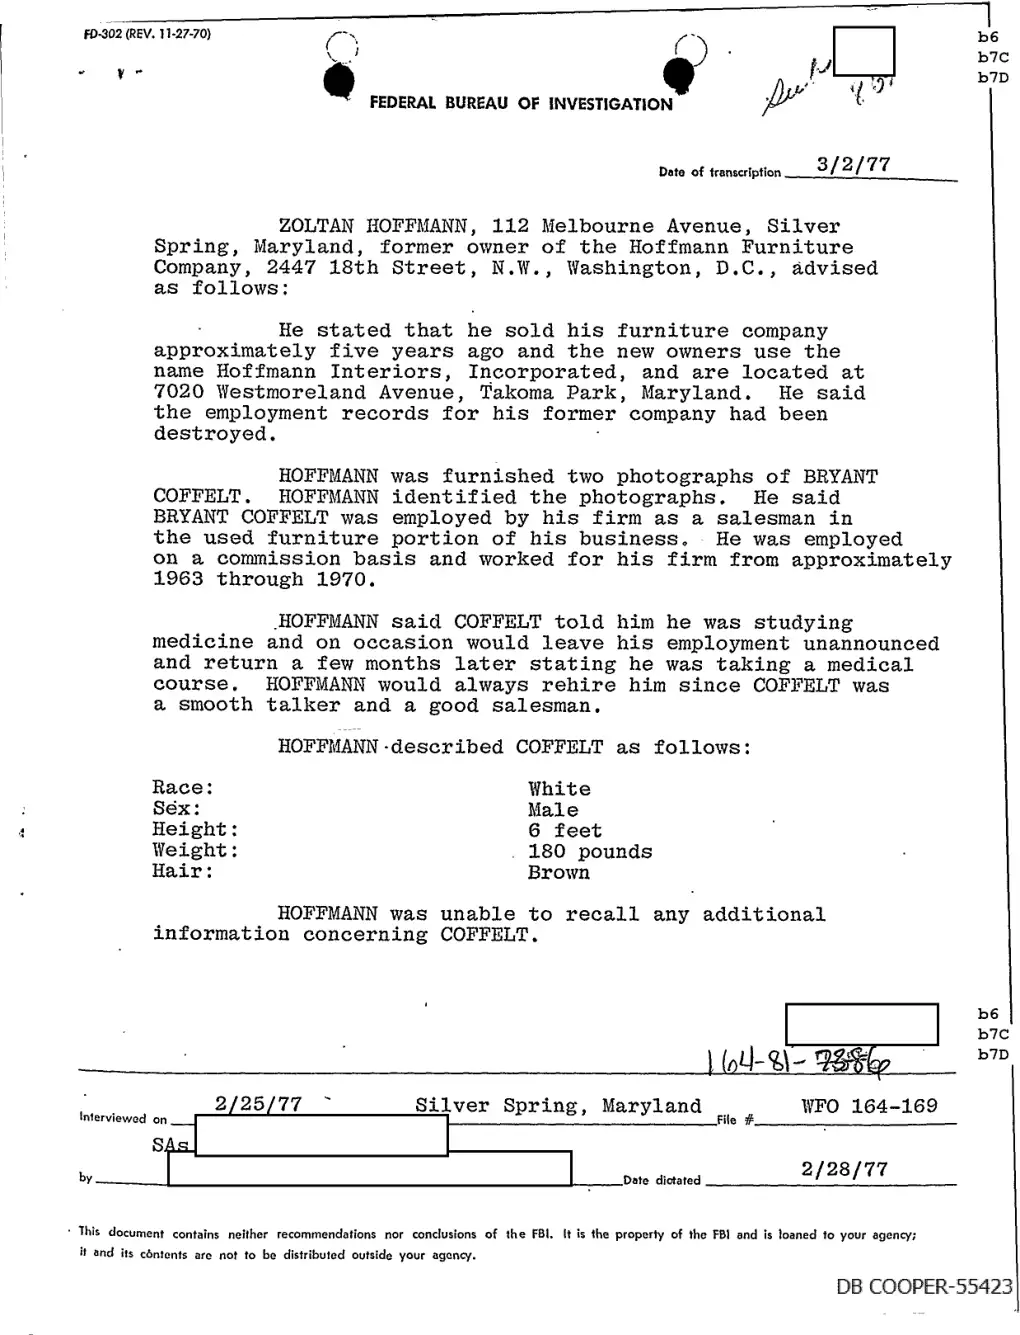 FD-302 (REV. 11-27-70)
b6
b7C
b7D
FEDERAL BUREAU OF INVESTIGATION
Date of transcription 3/2/77
ZOLTAN HOFFMANN, 112 Melbourne Avenue, Silver
Spring, Maryland, former owner of the Hoffmann Furniture
Company, 2447 18th Street, N.W., Washington, D.C., advised
as follows:
He stated that he sold his furniture company
approximately five years ago and the new owners use the
name Hoffmann Interiors, Incorporated, and are located at
7020 Westmoreland Avenue, Takoma Park, Maryland. He said
the employment records for his former company had been
destroyed.
HOFFMANN was furnished two photographs of BRYANT
COFFELT. HOFFMANN identified the photographs. He said
BRYANT COFFELT was employed by his firm as a salesman in
the used furniture portion of his business. He was employed
on a commission basis and worked for his firm from approximately
1963 through 1970.
HOFFMANN said COFFELT told him he was studying
medicine and on occasion would leave his employment unannounced
and return a few months later stating he was taking a medical
course. HOFFMANN would always rehire him since COFFELT was
a smooth talker and a good salesman.
HOFFMANN described COFFELT as follows:
Race: White
Sex: Male
Height: 6 feet
Weight: 180 pounds
Hair: Brown
HOFFMANN was unable to recall any additional
information concerning COFFELT.
b6
b7C
b7D
164-81-
Interviewed on 2/25/77 Silver Spring, Maryland File # WFO 164-169
SAs
by Date dictated 2/28/77
This document contains neither recommendations nor conclusions of the FBI. It is the property of the FBI and is loaned to your agency;
it and its contents are not to be distributed outside your agency.
DB COOPER-55423